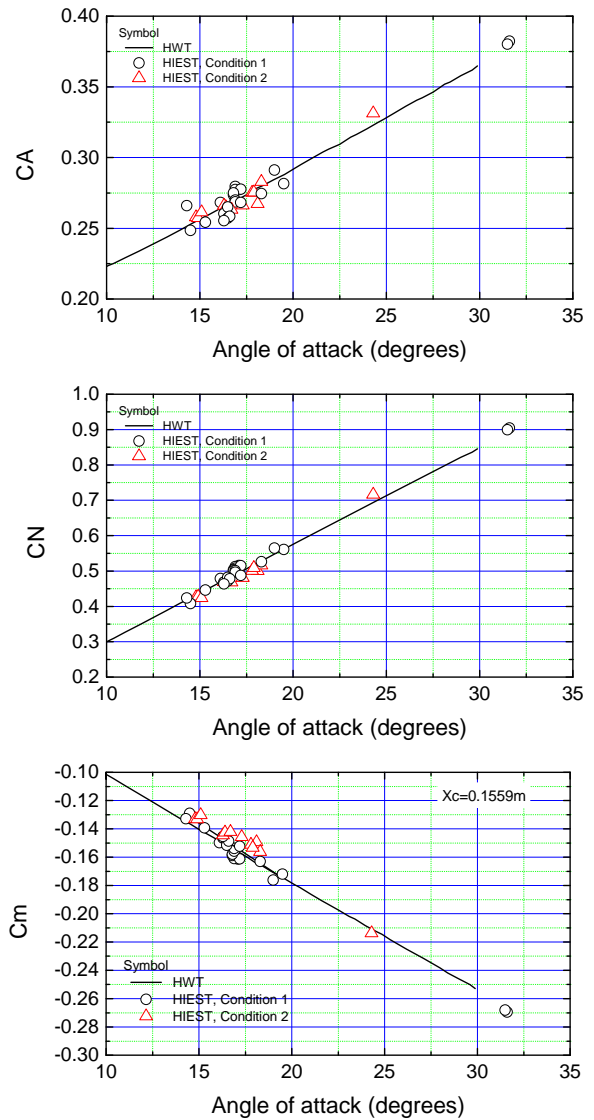 0.40
Symbol
HWT
HIEST, Condition 1
HIEST, Condition 2
0.35
CA
0.30
0.25
0.20
10 15 20 25 30 35
Angle of attack (degrees)
1.0
Symbol
HWT
0.9
HIEST, Condition 1
HIEST, Condition 2
0.8
0.7
CN
0.6
0.5
0.4
0.3
0.2
10 15 20 25 30 35
Angle of attack (degrees)
-0.10
Xc=0.1559m
-0.12
-0.14
-0.16
-0.18
Cm
-0.20
-0.22
-0.24
Symbol
HWT
-0.26
HIEST, Condition 1
HIEST, Condition 2
-0.28
-0.30
10 15 20 25 30 35
Angle of attack (degrees)